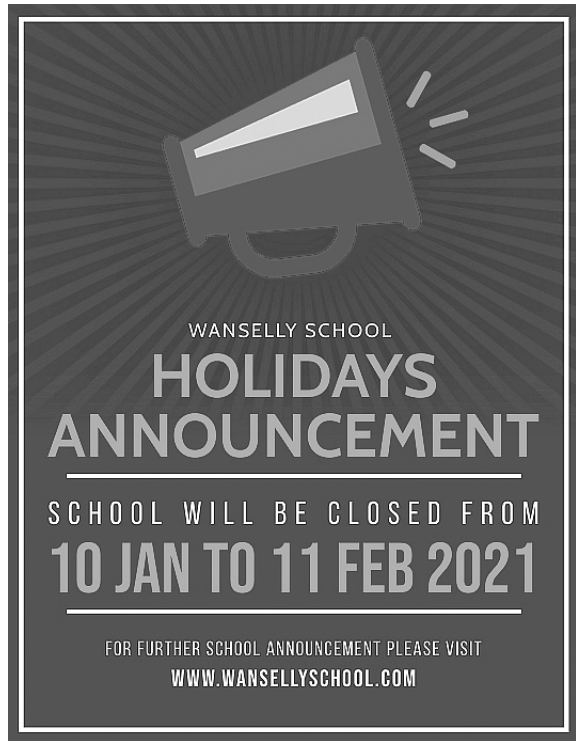 WANSELLY SCHOOL
HOLIDAYS
ANNOUNCEMENT
SCHOOL WILL BE CLOSED FROM
10 JAN TO 11 FEB 2021
FOR FURTHER SCHOOL ANNOUNCEMENT PLEASE VISIT
WWW.WANSELLYSCHOOL.COM